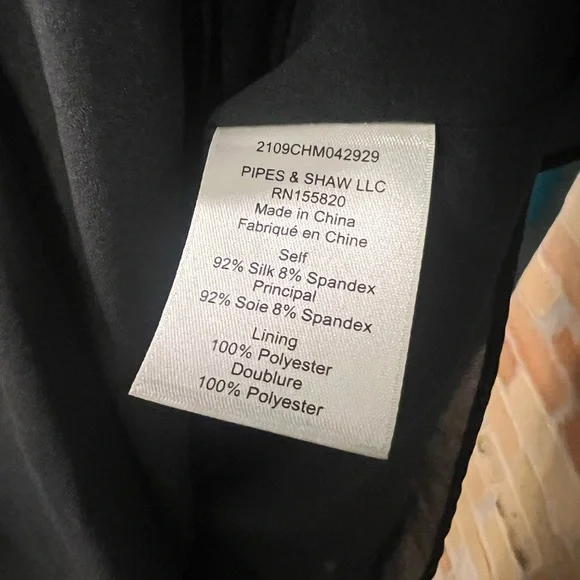 2109CHM042929
PIPES & SHAW LLC
RN155820
Made in China
Fabriqué en Chine
Self
92% Silk 8% Spandex
Principal
92% Soie 8% Spandex
Lining
100% Polyester
Doublure
100% Polyester